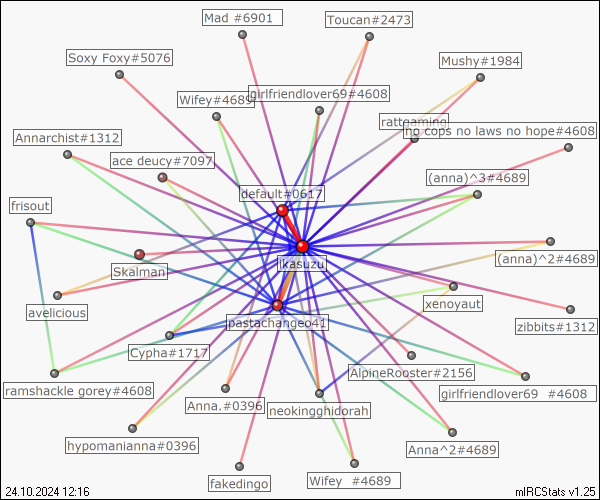 Mad #6901
Toucan#2473
Soxy Foxy#5076
Mushy#1984
Wifey#4689
girlfriendlover69#4608
rattgaming
no cops no laws no hope#4608
Annarchist#1312
ace deucy#7097
(anna)^3#4689
default#0617
frisout
Skalman
ikasuzu
(anna)^2#4689
avelicious
xenoyaut
pastachangeo41
zibbits#1312
Cypha#1717
AlpineRooster#2156
ramshackle gorey#4608
girlfriendlover69 #4608
Anna.#0396
neokingghidorah
hypomanianna#0396
Anna^2#4689
fakedingo
Wifey #4689
24.10.2024 12:16
mIRCStats v1.25